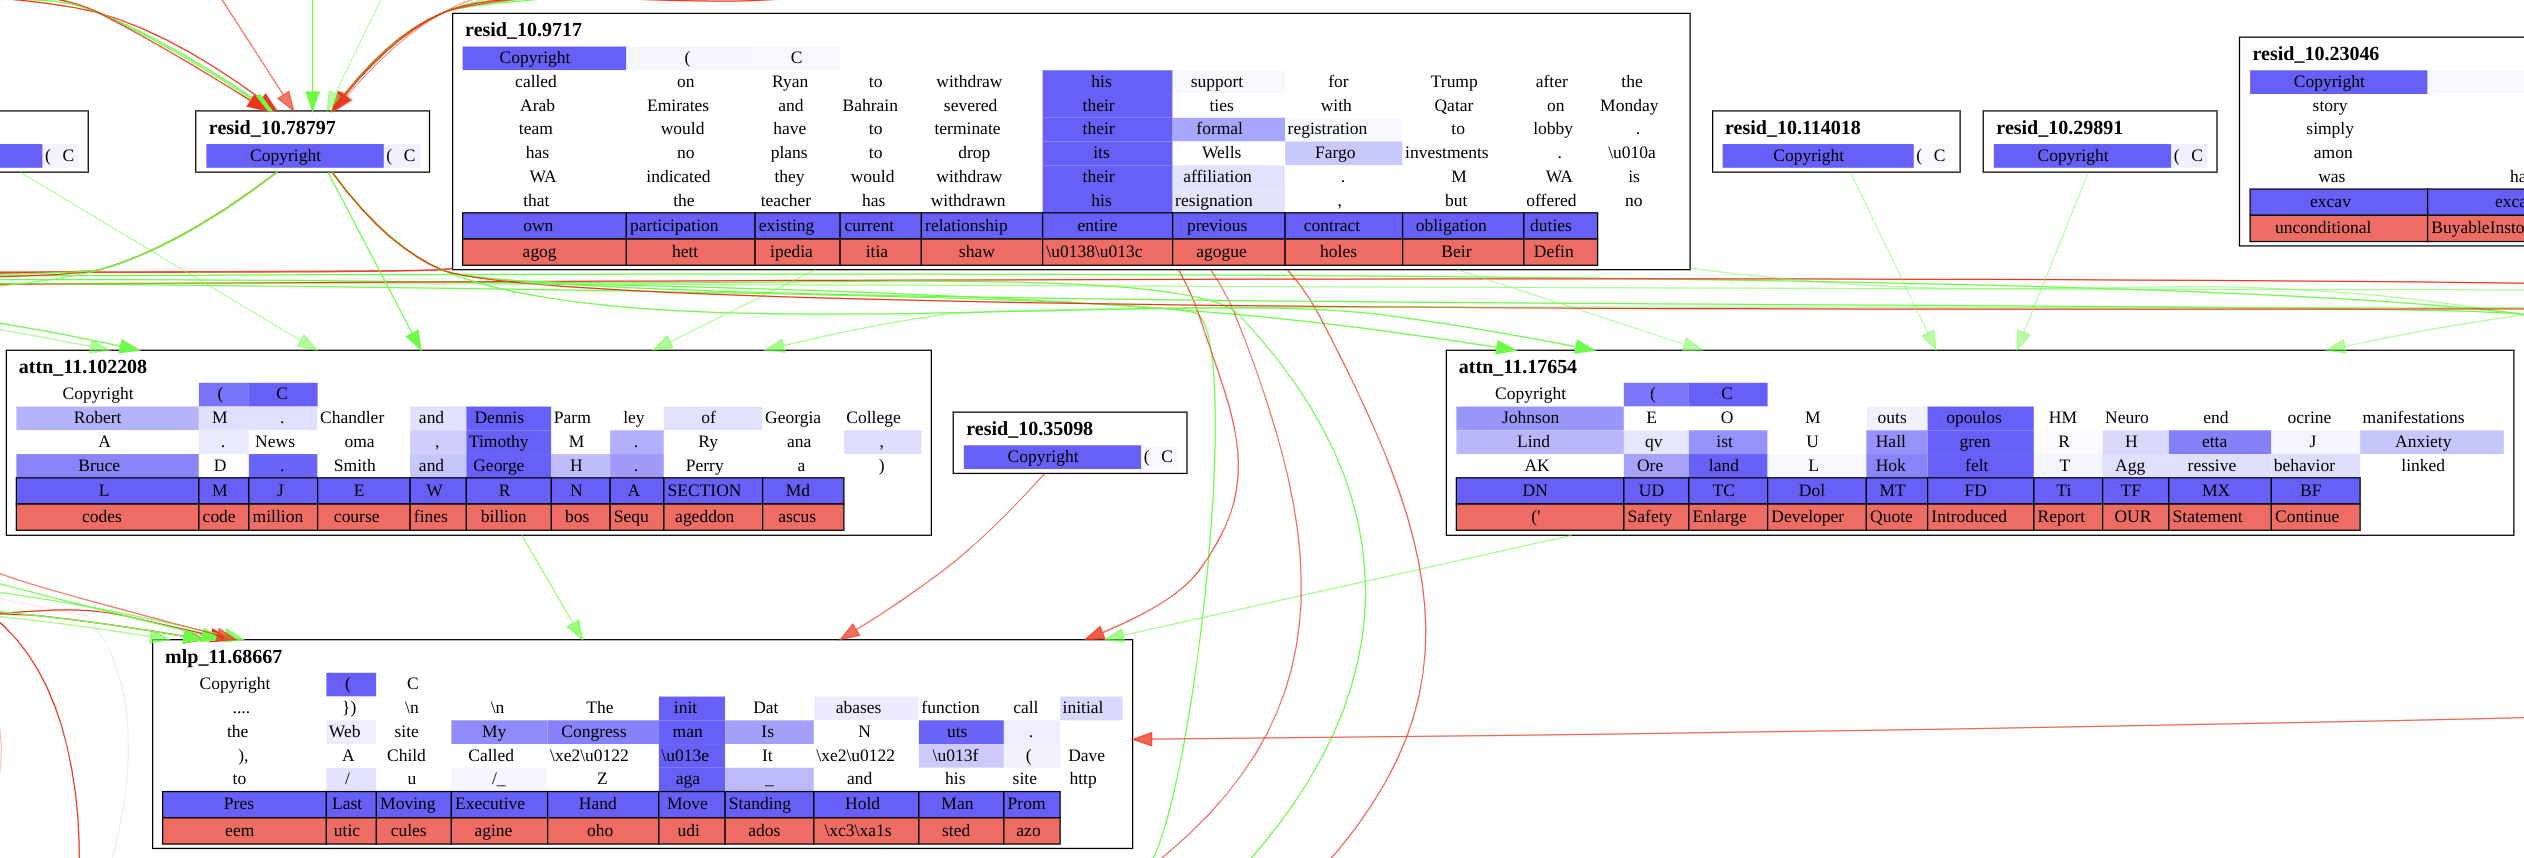 resid_10.9717
Copyright ( C
called on Ryan to withdraw his support for Trump after the
Arab Emirates and Bahrain severed their ties with Qatar on Monday
team would have to terminate their formal registration to lobby .
has no plans to drop its Wells Fargo investments . \u010a
WA indicated they would withdraw their affiliation . M WA is
that the teacher has withdrawn his resignation , but offered no
own participation existing current relationship entire previous contract obligation duties
agog hett ipedia itia shaw \u0138\u013c agogue holes Beir Defin
resid_10.23046
Copyright
story
simply
amon
was ha
excav exca
unconditional BuyableInsto
( C
resid_10.78797
Copyright ( C
resid_10.114018
Copyright ( C
resid_10.29891
Copyright ( C
attn_11.102208
Copyright ( C
Robert M . Chandler and Dennis Parm ley of Georgia College
A . News oma , Timothy M . Ry ana ,
Bruce D . Smith and George H . Perry a )
L M J E W R N A SECTION Md
codes code million course fines billion bos Sequ ageddon ascus
resid_10.35098
Copyright ( C
attn_11.17654
Copyright ( C
Johnson E O M outs opoulos HM Neuro end ocrine manifestations
Lind qv ist U Hall gren R H etta J Anxiety
AK Ore land L Hok felt T Agg ressive behavior linked
DN UD TC Dol MT FD Ti TF MX BF
(' Safety Enlarge Developer Quote Introduced Report OUR Statement Continue
mlp_11.68667
Copyright ( C
.... }) \n \n The init Dat abases function call initial
the Web site My Congress man Is N uts .
), A Child Called \xe2\u0122 \u013e It \xe2\u0122 \u013f ( Dave
to / u /_ Z aga _ and his site http
Pres Last Moving Executive Hand Move Standing Hold Man Prom
eem utic cules agine oho udi ados \xc3\xa1s sted azo